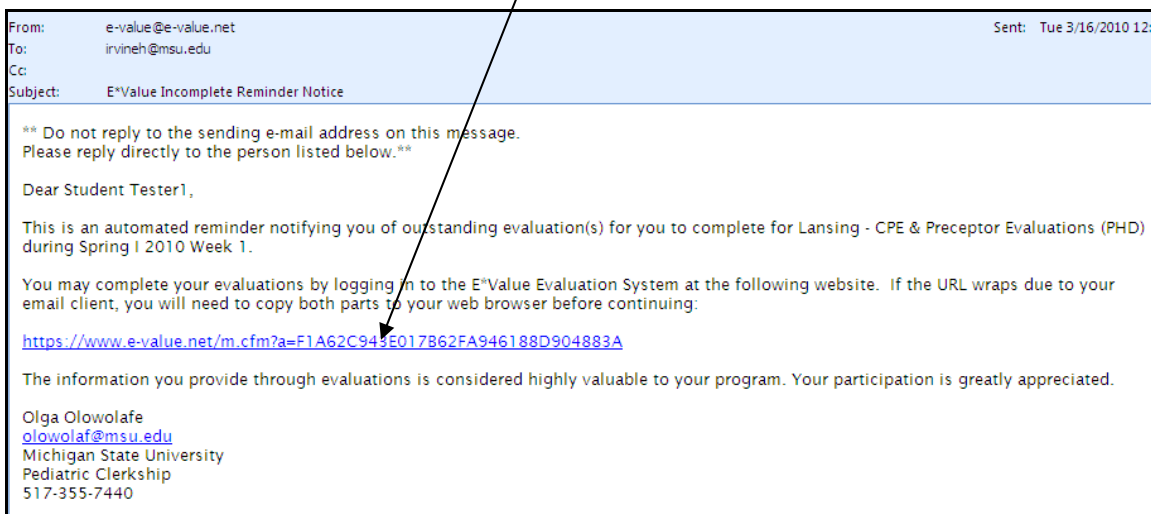 From: e-value@e-value.net Sent: Tue 3/16/2010 12:
To: irvineh@msu.edu
Cc:
Subject: E*Value Incomplete Reminder Notice
** Do not reply to the sending e-mail address on this message.
Please reply directly to the person listed below.**
Dear Student Tester1,
This is an automated reminder notifying you of outstanding evaluation(s) for you to complete for Lansing - CPE & Preceptor Evaluations (PHD)
during Spring I 2010 Week 1.
You may complete your evaluations by logging in to the E*Value Evaluation System at the following website.  If the URL wraps due to your
email client, you will need to copy both parts to your web browser before continuing:
https://www.e-value.net/m.cfm?a=F1A62C943E017B62FA946188D904883A
The information you provide through evaluations is considered highly valuable to your program. Your participation is greatly appreciated.
Olga Olowolafe
olowolaf@msu.edu
Michigan State University
Pediatric Clerkship
517-355-7440